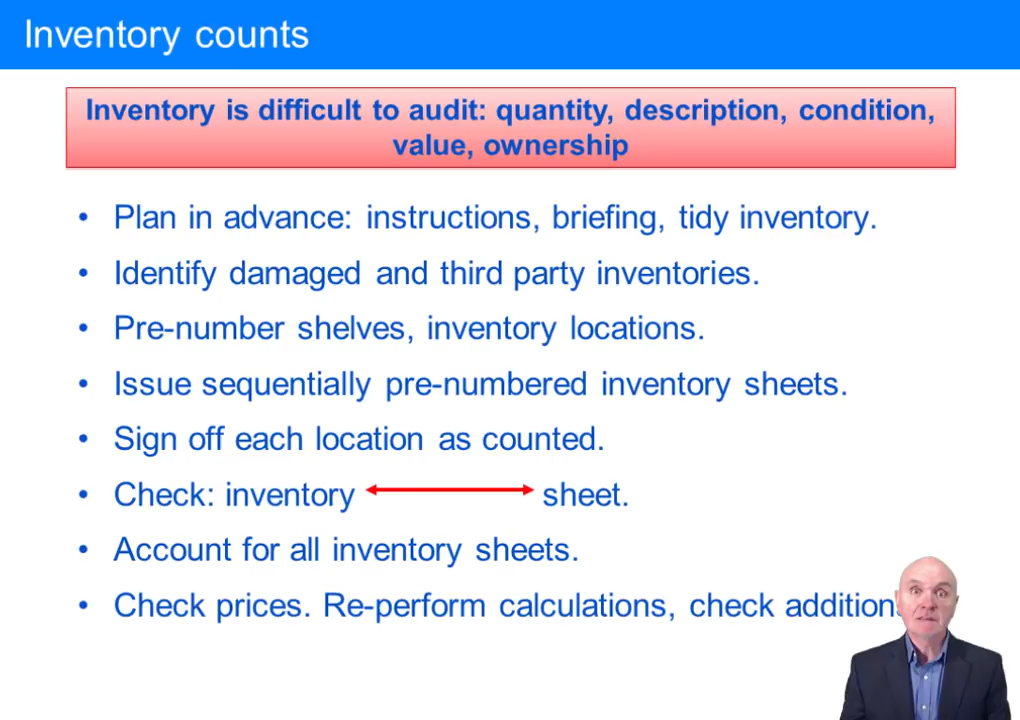 Inventory counts
Inventory is difficult to audit: quantity, description, condition,
value, ownership
• Plan in advance: instructions, briefing, tidy inventory.
• Identify damaged and third party inventories.
• Pre-number shelves, inventory locations.
• Issue sequentially pre-numbered inventory sheets.
• Sign off each location as counted.
• Check: inventory sheet.
• Account for all inventory sheets.
• Check prices. Re-perform calculations, check